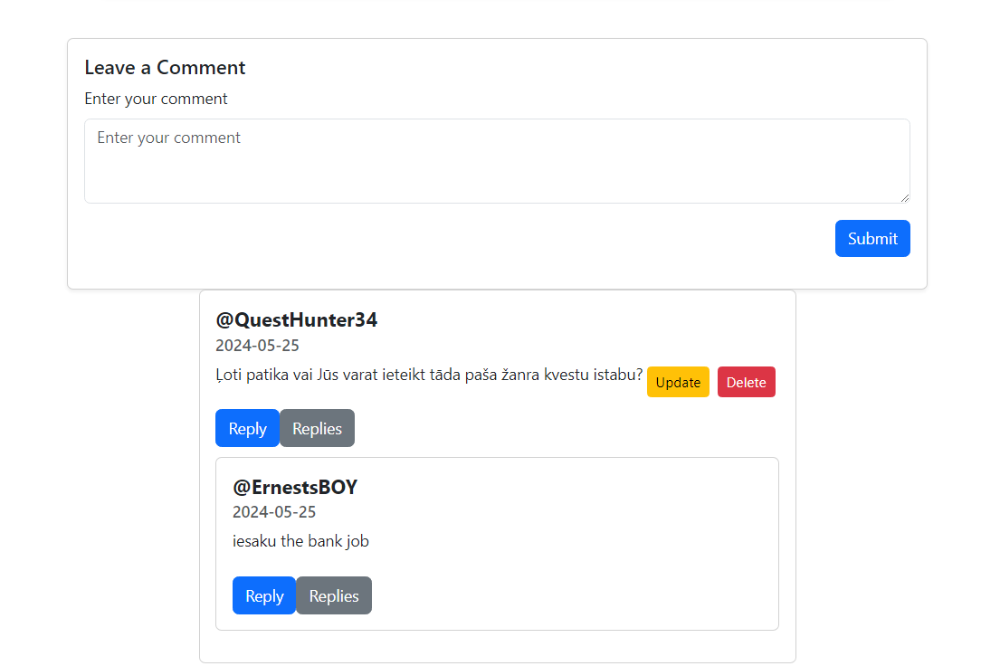 Leave a Comment
Enter your comment
Enter your comment
Submit
@QuestHunter34
2024-05-25
Ļoti patika vai Jūs varat ieteikt tāda paša žanra kvestu istabu? Update Delete
Reply Replies
@ErnestsBOY
2024-05-25
iesaku the bank job
Reply Replies